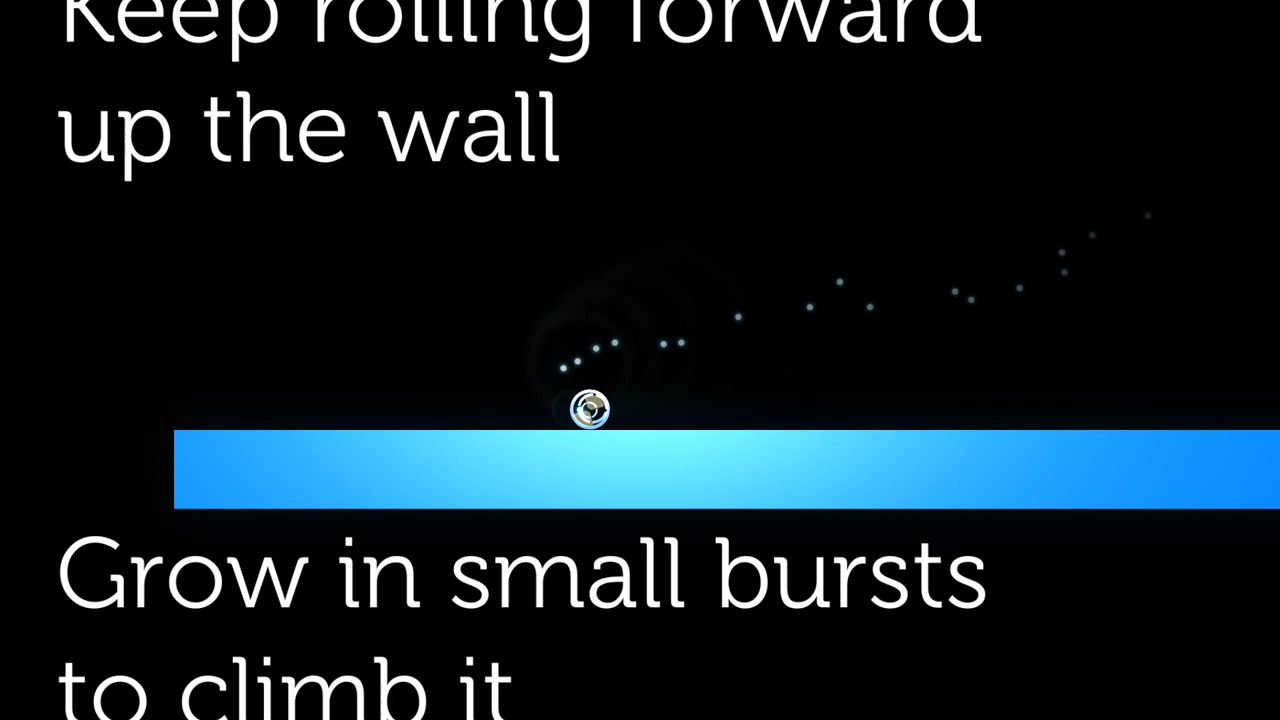 Keep rolling forward
up the wall
Grow in small bursts
to climb it